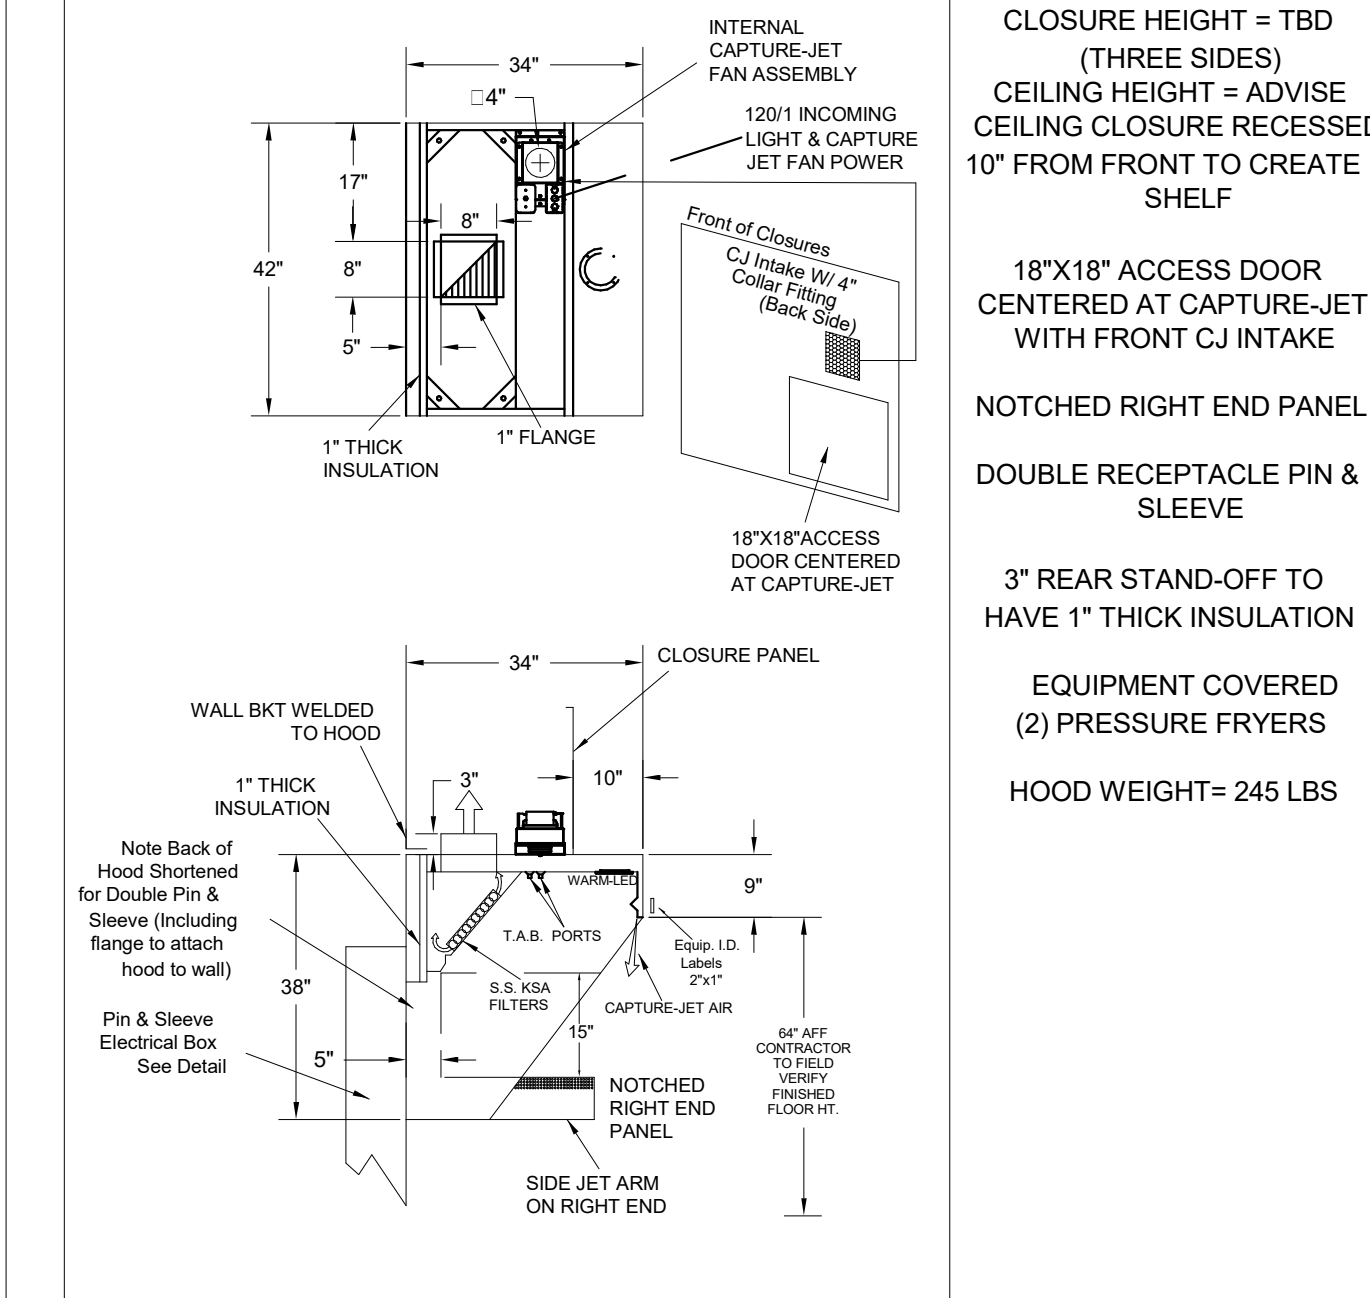 INTERNAL
CAPTURE-JET
FAN ASSEMBLY
34"
□4"
120/1 INCOMING
LIGHT & CAPTURE
JET FAN POWER
17"
8"
42"
8"
5"
Front of Closures
CJ Intake W/ 4"
Collar Fitting
(Back Side)
1" THICK
INSULATION
1" FLANGE
18"X18"ACCESS
DOOR CENTERED
AT CAPTURE-JET
34"
CLOSURE PANEL
WALL BKT WELDED
TO HOOD
3"
10"
1" THICK
INSULATION
Note Back of
Hood Shortened
for Double Pin &
Sleeve (Including
flange to attach
hood to wall)
WARM-LED
9"
T.A.B. PORTS
Equip. I.D.
Labels
2"x1"
38"
S.S. KSA
FILTERS
CAPTURE-JET AIR
Pin & Sleeve
Electrical Box
See Detail
15"
5"
64" AFF
CONTRACTOR
TO FIELD
VERIFY
FINISHED
FLOOR HT.
NOTCHED
RIGHT END
PANEL
SIDE JET ARM
ON RIGHT END
CLOSURE HEIGHT = TBD
(THREE SIDES)
CEILING HEIGHT = ADVISE
CEILING CLOSURE RECESSED
10" FROM FRONT TO CREATE
SHELF
18"X18" ACCESS DOOR
CENTERED AT CAPTURE-JET
WITH FRONT CJ INTAKE
NOTCHED RIGHT END PANEL
DOUBLE RECEPTACLE PIN &
SLEEVE
3" REAR STAND-OFF TO
HAVE 1" THICK INSULATION
EQUIPMENT COVERED
(2) PRESSURE FRYERS
HOOD WEIGHT= 245 LBS